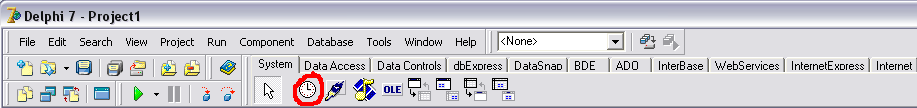 Delphi 7 - Project1
File Edit Search View Project Run Component Database Tools Window Help <None>
System Data Access Data Controls dbExpress DataSnap BDE ADO InterBase WebServices InternetExpress Internet
OLE